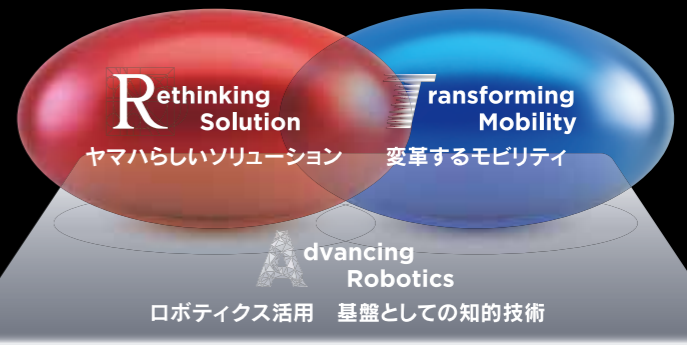 Rethinking
Solution
ヤマハらしいソリューション
Transforming
Mobility
変革するモビリティ
Advancing
Robotics
ロボティクス活用　基盤としての知的技術